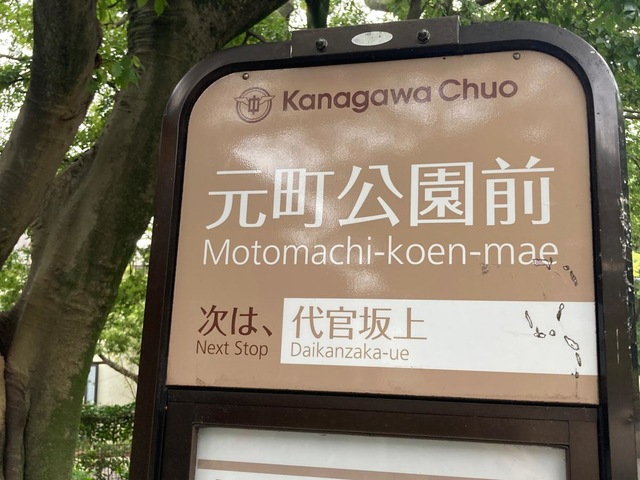 Kanagawa Chuo
元町公園前
Motomachi-koen-mae
次は、 代官坂上
Next Stop Daikanzaka-ue